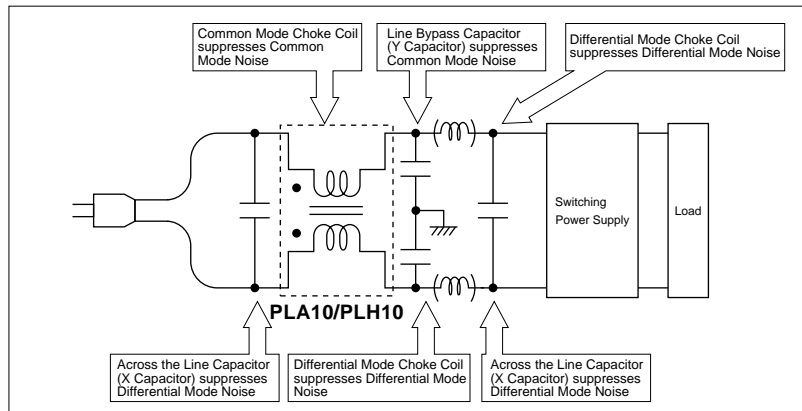 Common Mode Choke Coil
suppresses Common
Mode Noise
Line Bypass Capacitor
(Y Capacitor) suppresses
Common Mode Noise
Differential Mode Choke Coil
suppresses Differential Mode Noise
Switching
Power Supply
Load
PLA10/PLH10
Across the Line Capacitor
(X Capacitor) suppresses
Differential Mode Noise
Differential Mode Choke Coil
suppresses Differential Mode
Noise
Across the Line Capacitor
(X Capacitor) suppresses
Differential Mode Noise